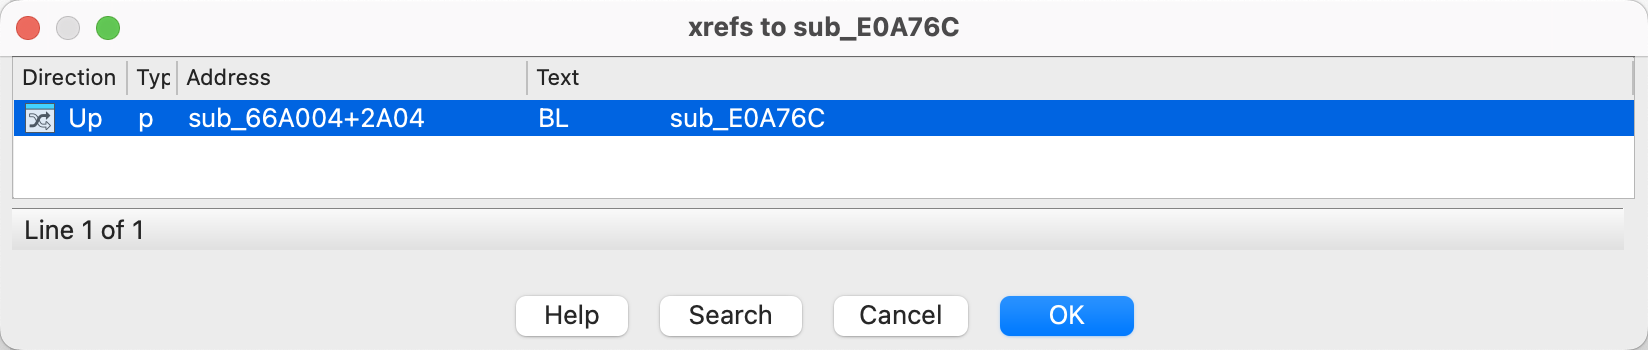 xrefs to sub_E0A76C
Direction Typ Address Text
Up p sub_66A004+2A04 BL sub_E0A76C
Line 1 of 1
Help Search Cancel OK